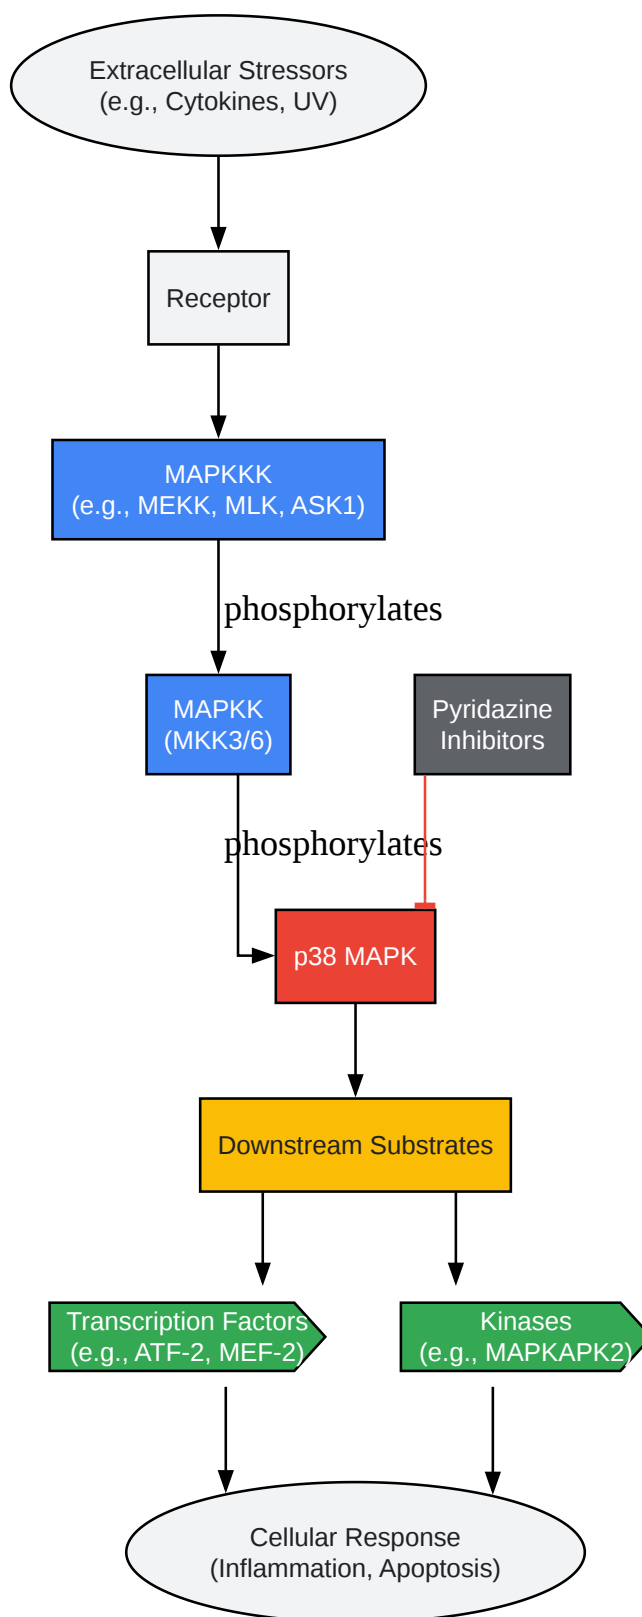 Extracellular Stressors
(e.g., Cytokines, UV)
Receptor
MAPKKK
(e.g., MEKK, MLK, ASK1)
phosphorylates
MAPKK
(MKK3/6)
Pyridazine
Inhibitors
phosphorylates
p38 MAPK
Downstream Substrates
Transcription Factors
(e.g., ATF-2, MEF-2)
Kinases
(e.g., MAPKAPK2)
Cellular Response
(Inflammation, Apoptosis)